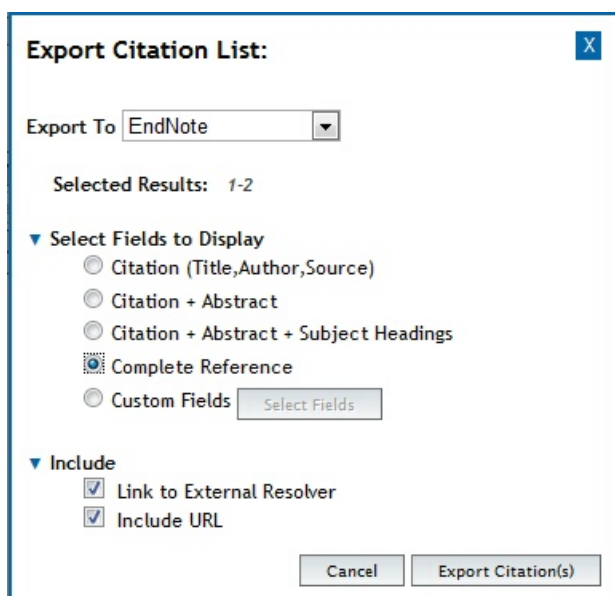 Export Citation List:
X
Export To EndNote
Selected Results: 1-2
Select Fields to Display
Citation (Title,Author,Source)
Citation + Abstract
Citation + Abstract + Subject Headings
Complete Reference
Custom Fields Select Fields
Include
Link to External Resolver
Include URL
Cancel Export Citation(s)